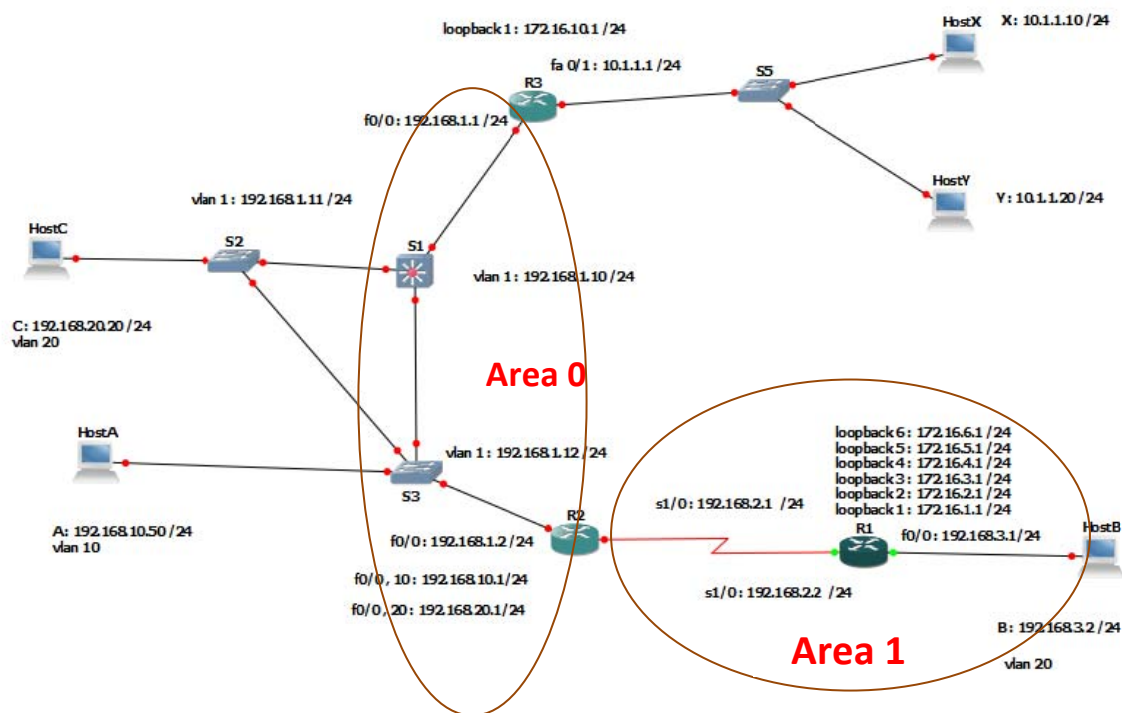 loopback 1 : 172.16.10.1 /24
HostX
X : 10.1.1.10 /24
fa 0/1 : 10.1.1.1 /24
S5
R3
f0/0 : 192.168.1.1 /24
HostY
Y : 10.1.1.20 /24
vlan 1 : 192.168.1.11 /24
HostC
S2
S1
vlan 1 : 192.168.1.10 /24
C : 192.168.20.20 /24
vlan 20
Area 0
HostA
vlan 1 : 192.168.1.12 /24
S3
A : 192.168.10.50 /24
vlan 10
R2
f0/0 : 192.168.1.2 /24
f0/0 , 10 : 192.168.10.1 /24
f0/0 , 20 : 192.168.20.1 /24
loopback 6 : 172.16.6.1 /24
loopback 5 : 172.16.5.1 /24
loopback 4 : 172.16.4.1 /24
loopback 3 : 172.16.3.1 /24
loopback 2 : 172.16.2.1 /24
loopback 1 : 172.16.1.1 /24
s1/0 : 192.168.2.1 /24
R1
f0/0 : 192.168.3.1 /24
HostB
s1/0 : 192.168.2.2 /24
B : 192.168.3.2 /24
vlan 20
Area 1